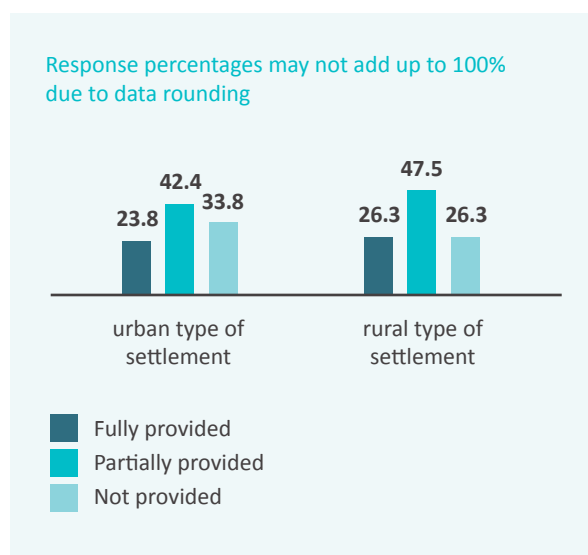 Response percentages may not add up to 100%
due to data rounding
23.8
42.4
33.8
26.3
47.5
26.3
urban type of
settlement
rural type of
settlement
Fully provided
Partially provided
Not provided